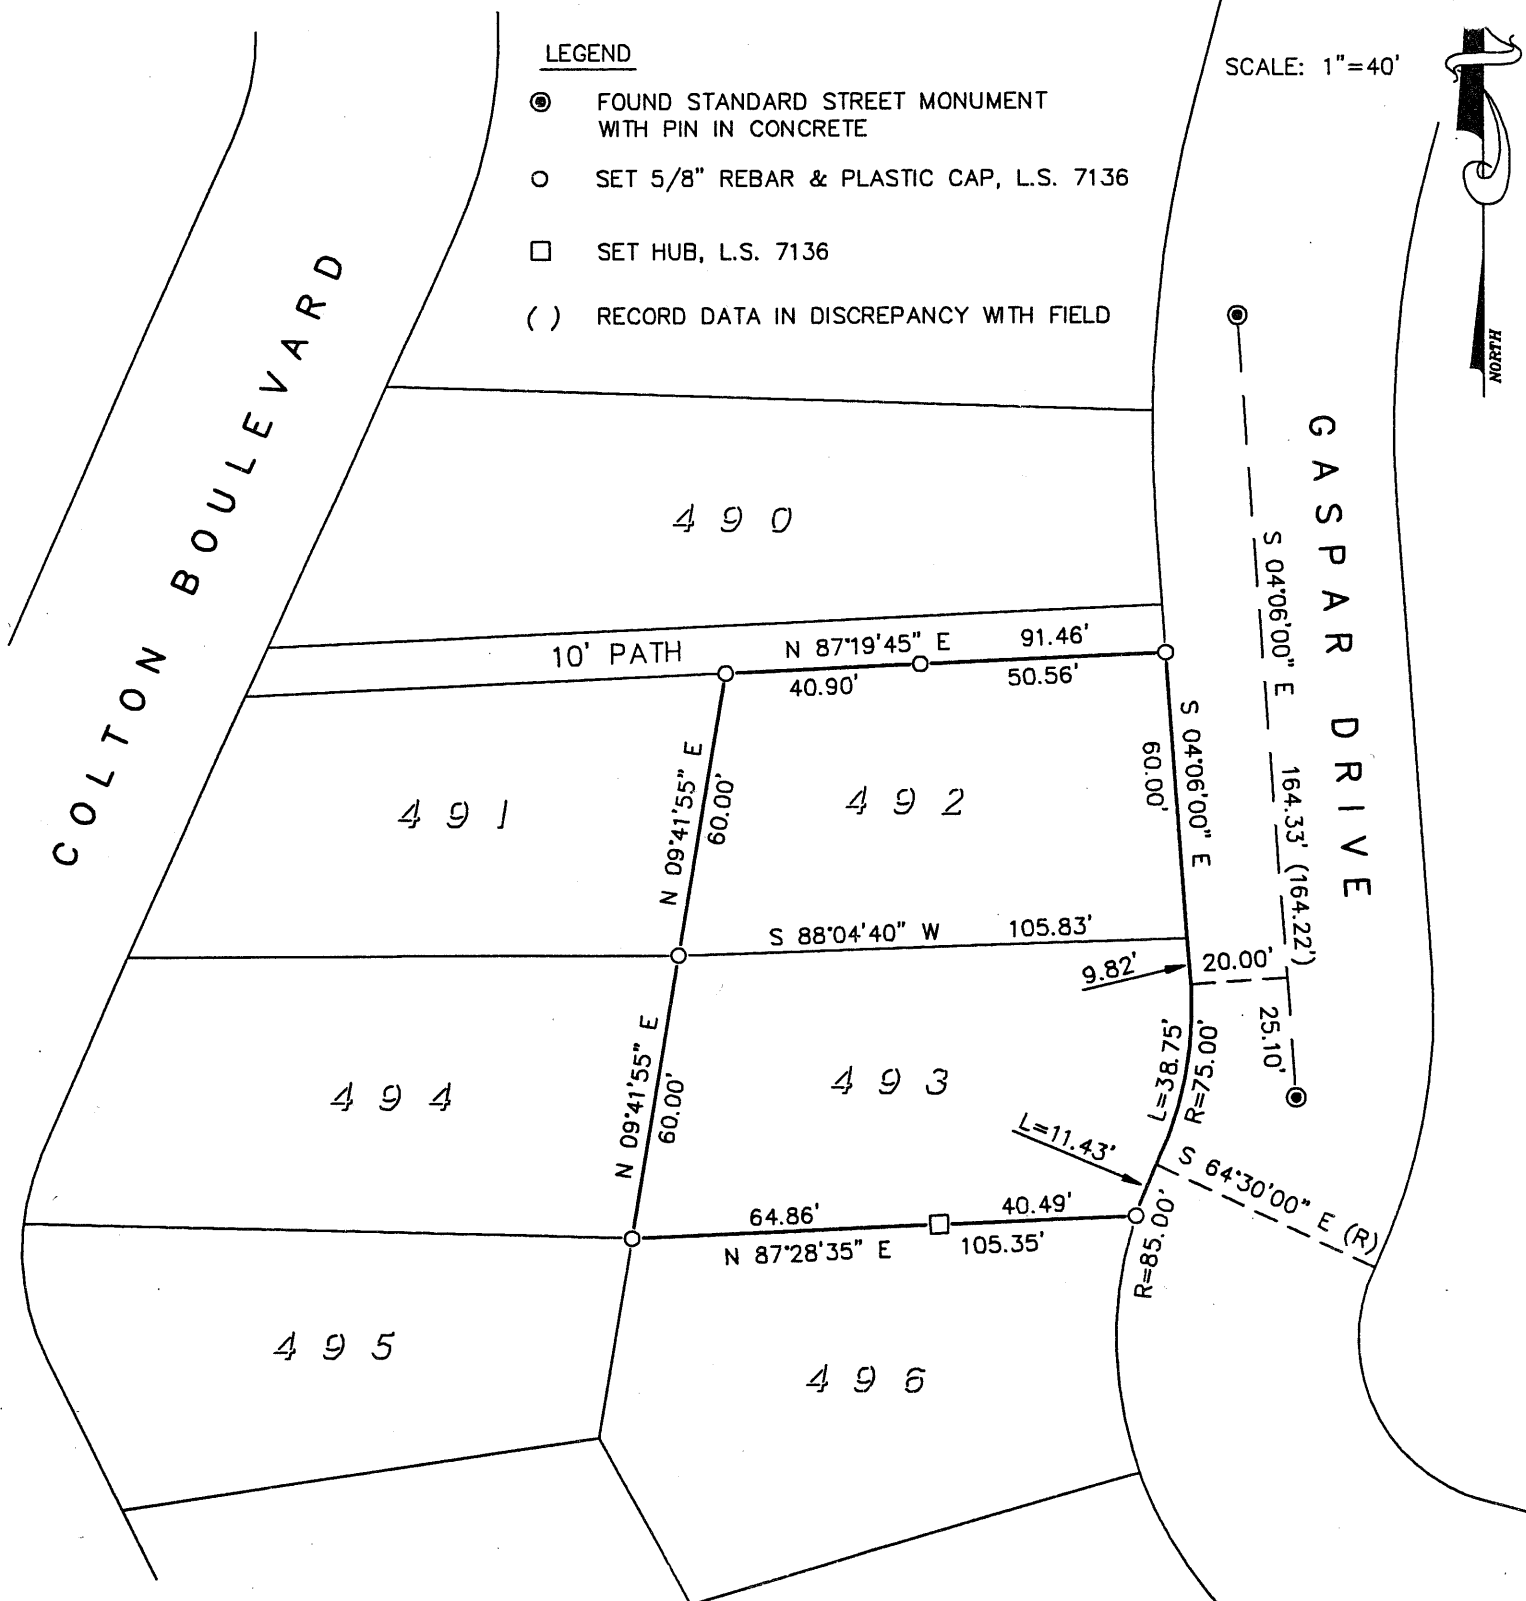 LEGEND
FOUND STANDARD STREET MONUMENT
WITH PIN IN CONCRETE
SET 5/8" REBAR & PLASTIC CAP, L.S. 7136
SET HUB, L.S. 7136
( ) RECORD DATA IN DISCREPANCY WITH FIELD
SCALE: 1"=40'
NORTH
COLTON BOULEVARD
GASPAR DRIVE
490
10' PATH
N 87°19'45" E 91.46'
40.90'
50.56'
S 04°06'00" E
60.00'
S 04°06'00" E 164.33' (164.22')
N 09°41'55" E
60.00'
491
492
S 88°04'40" W 105.83'
9.82'
20.00'
25.10'
N 09°41'55" E
60.00'
494
493
L=38.75'
R=75.00'
L=11.43'
S 64°30'00" E (R)
R=85.00'
64.86'
40.49'
N 87°28'35" E 105.35'
495
496